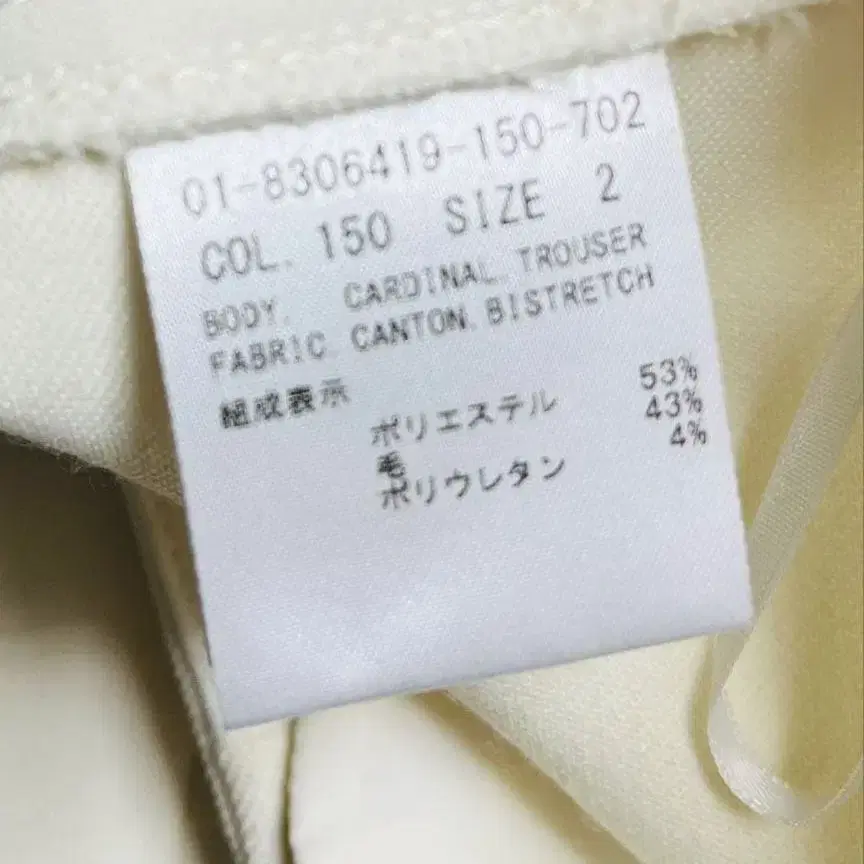 01-8306419-150-702
COL. 150 SIZE 2
BODY. CARDINAL.TROUSER
FABRIC. CANTON.BISTRETCH
組成表示
ポリエステル 53%
毛 43%
ポリウレタン 4%